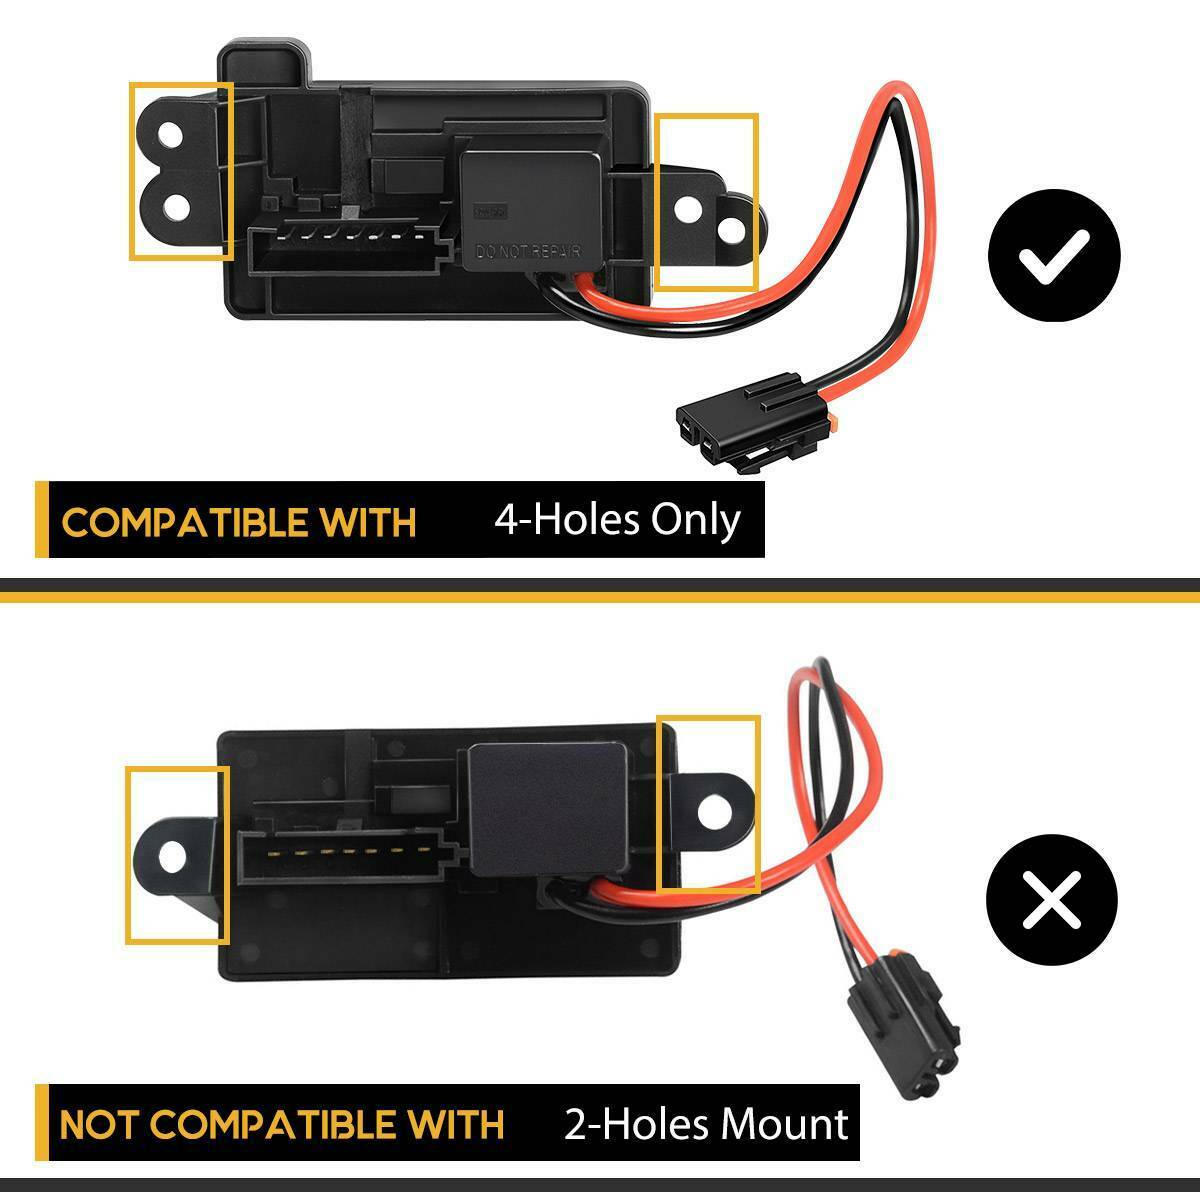 DO NOT REPAIR
COMPATIBLE WITH 4-Holes Only
NOT COMPATIBLE WITH 2-Holes Mount